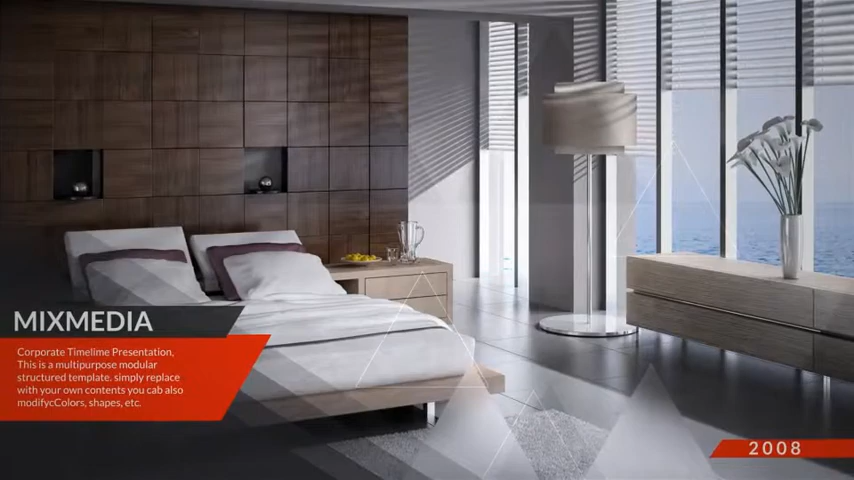 MIXMEDIA
Corporate Timeline Presentation,
This is a multipurpose modular
structured template. simply replace
with your own contents you cab also
modifycColors, shapes, etc.
2008